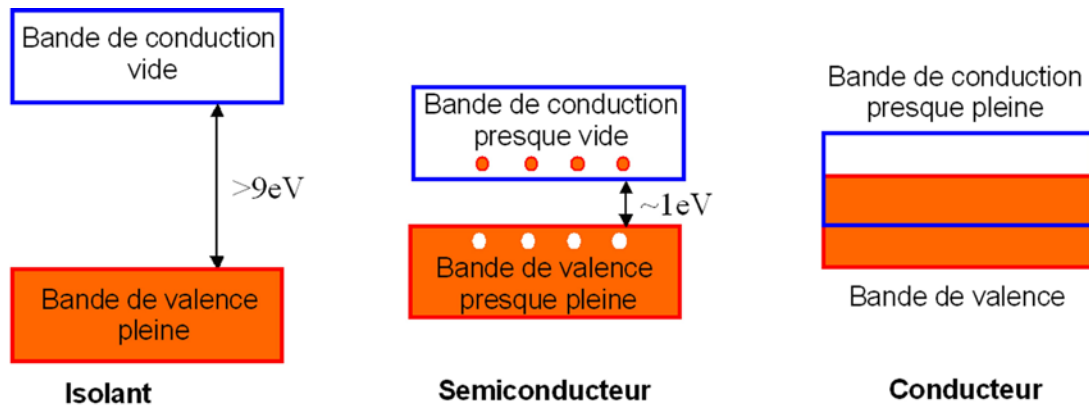 Bande de conduction
vide
>9eV
Bande de valence
pleine
Isolant
Bande de conduction
presque vide
~1eV
Bande de valence
presque pleine
Semiconducteur
Bande de conduction
presque pleine
Bande de valence
Conducteur